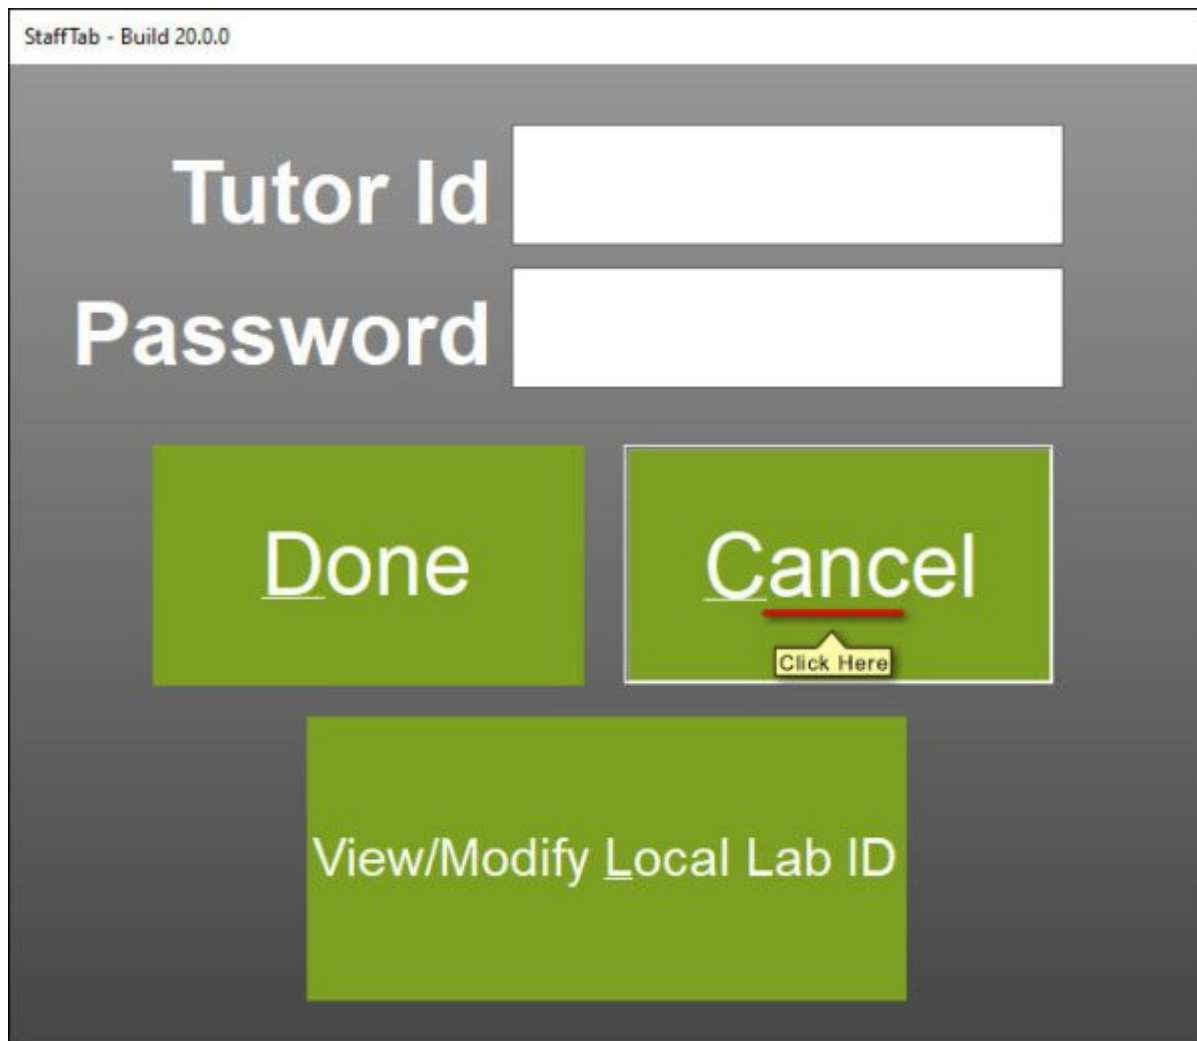 StaffTab - Build 20.0.0
Tutor Id
Password
Done
Cancel
Click Here
View/Modify Local Lab ID